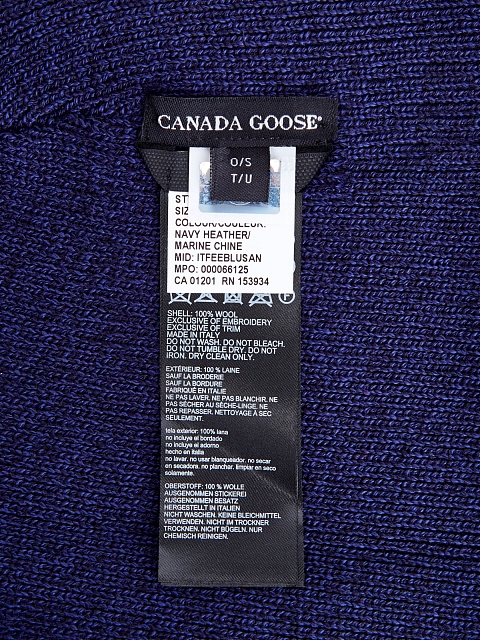 CANADA GOOSE®
O/S
T/U
ST
SIZ
COLOUR/COULEUR:
NAVY HEATHER/
MARINE CHINE
MID: ITFEEBLUSAN
MPO: 000066125
CA 01201 RN 153934
SHELL: 100% WOOL
EXCLUSIVE OF EMBROIDERY
EXCLUSIVE OF TRIM
MADE IN ITALY
DO NOT WASH. DO NOT BLEACH.
DO NOT TUMBLE DRY. DO NOT
IRON. DRY CLEAN ONLY.
EXTÉRIEUR: 100 % LAINE
SAUF LA BRODERIE
SAUF LA BORDURE
FABRIQUÉ EN ITALIE
NE PAS LAVER. NE PAS BLANCHIR. NE
PAS SÉCHER AU SÈCHE-LINGE. NE
PAS REPASSER. NETTOYAGE À SEC
SEULEMENT.
tela exterior: 100% lana
no incluye el bordado
no incluye el adorno
hecho en Italia
no lavar. no usar blanqueador. no secar
en secadora. no planchar. limpiar en seco
solamente.
OBERSTOFF: 100 % WOLLE
AUSGENOMMEN STICKEREI
AUSGENOMMEN ZIERBESATZ
HERGESTELLT IN ITALIEN
NICHT WASCHEN. KEINE BLEICHMITTEL
VERWENDEN. NICHT IM TROCKNER
TROCKNEN. NICHT BÜGELN. NUR
CHEMISCH REINIGEN.